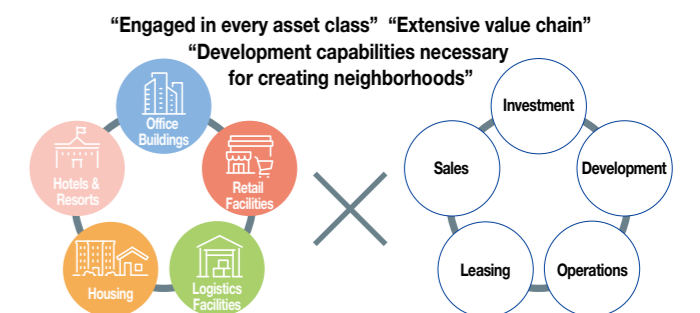 “Engaged in every asset class” “Extensive value chain”
“Development capabilities necessary
for creating neighborhoods”
Office
Buildings
Hotels &
Resorts
Retail
Facilities
Housing
Logistics
Facilities
Investment
Sales
Development
Leasing
Operations